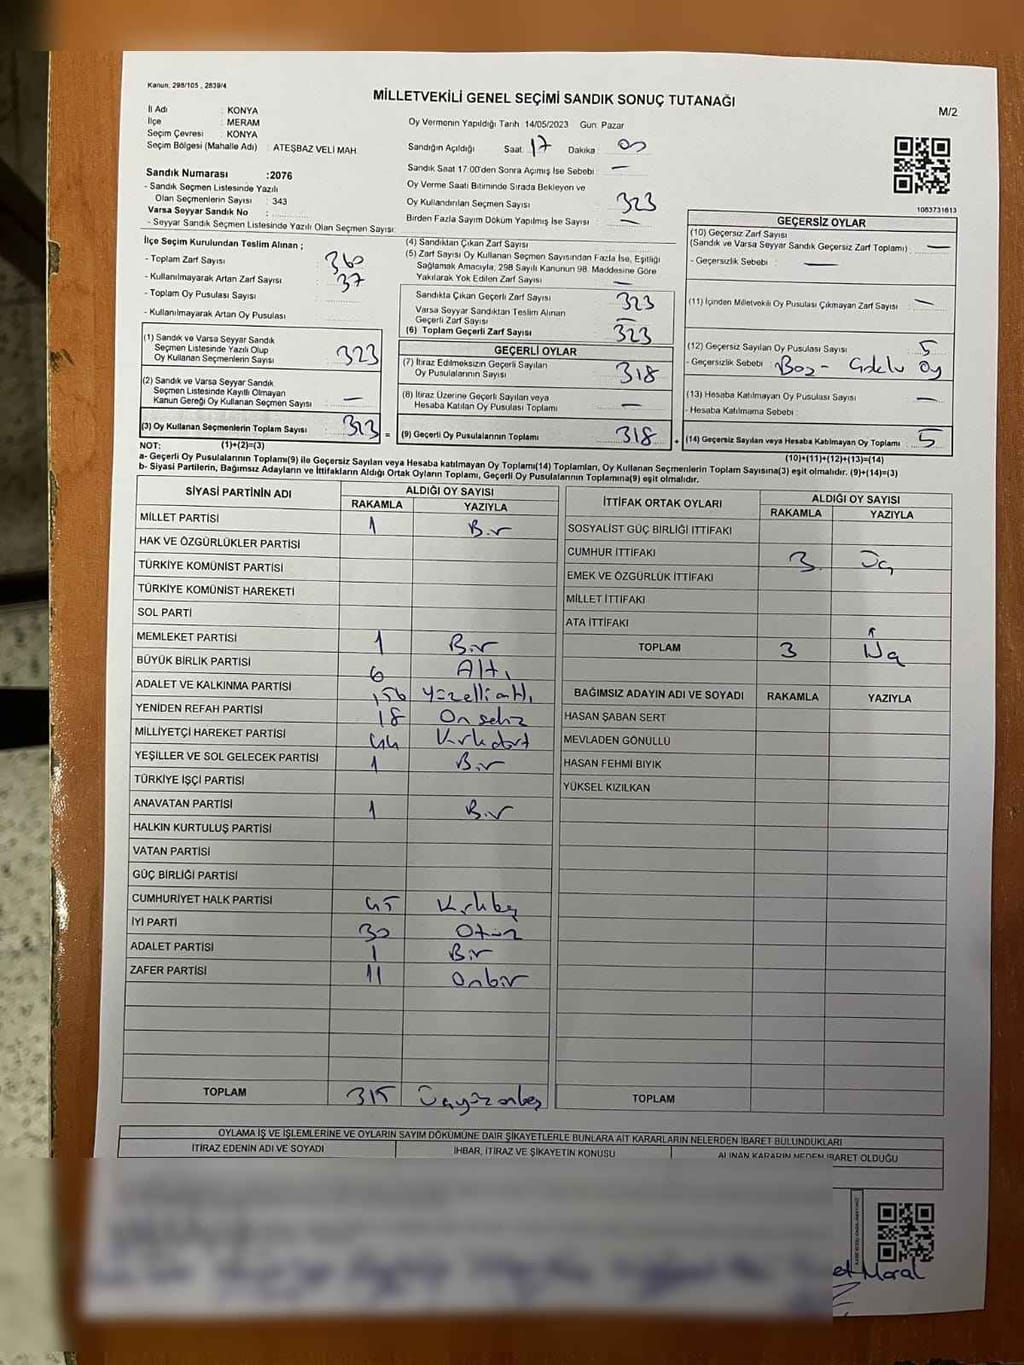 Kanun. 298/105 , 2839/4
MİLLETVEKİLİ GENEL SEÇİMİ SANDIK SONUÇ TUTANAĞI
M/2
İl Adı : KONYA
İlçe : MERAM
Seçim Çevresi : KONYA
Seçim Bölgesi (Mahalle Adı) : ATEŞBAZ VELİ MAH.
Oy Vermenin Yapıldığı Tarih 14/05/2023 Gün: Pazar
Sandığın Açıldığı Saat 17 Dakika 00
Sandık Saat 17.00'den Sonra Açımış İse Sebebi : —
Oy Verme Saati Bitiminde Sırada Bekleyen ve
Oy Kullandırılan Seçmen Sayısı 323
Birden Fazla Sayım Döküm Yapılmış İse Sayısı : —
1063731613
Sandık Numarası :2076
- Sandık Seçmen Listesinde Yazılı
Olan Seçmenlerin Sayısı : 343
Varsa Seyyar Sandık No :
- Seyyar Sandık Seçmen Listesinde Yazılı Olan Seçmen Sayısı:
İlçe Seçim Kurulundan Teslim Alınan ;
- Toplam Zarf Sayısı : 360
- Kullanılmayarak Artan Zarf Sayısı : 37
- Toplam Oy Pusulası Sayısı :
- Kullanılmayarak Artan Oy Pusulası :
(1) Sandık ve Varsa Seyyar Sandık
Seçmen Listesinde Yazılı Olup
Oy Kullanan Seçmenlerin Sayısı : 323
(2) Sandık ve Varsa Seyyar Sandık
Seçmen Listesinde Kayıtlı Olmayan
Kanun Gereği Oy Kullanan Seçmen Sayısı : —
(3) Oy Kullanan Seçmenlerin Toplam Sayısı : 323 =
(4) Sandıktan Çıkan Zarf Sayısı :
(5) Zarf Sayısı Oy Kullanan Seçmen Sayısından Fazla İse, Eşitliği
Sağlamak Amacıyla, 298 Sayılı Kanunun 98. Maddesine Göre
Yakılarak Yok Edilen Zarf Sayısı : —
Sandıkta Çıkan Geçerli Zarf Sayısı : 323
Varsa Seyyar Sandıktan Teslim Alınan
Geçerli Zarf Sayısı : —
(6) Toplam Geçerli Zarf Sayısı : 323
GEÇERLİ OYLAR
(7) İtiraz Edilmeksizin Geçerli Sayılan
Oy Pusulalarının Sayısı : 318
(8) İtiraz Üzerine Geçerli Sayılan veya
Hesaba Katılan Oy Pusulası Toplamı : —
(9) Geçerli Oy Pusulalarının Toplamı : 318 +
GEÇERSİZ OYLAR
(10) Geçersiz Zarf Sayısı
(Sandık ve Varsa Seyyar Sandık Geçersiz Zarf Toplamı) : —
- Geçersizlik Sebebi : —
(11) İçinden Milletvekili Oy Pusulası Çıkmayan Zarf Sayısı : —
(12) Geçersiz Sayılan Oy Pusulası Sayısı : 5
- Geçersizlik Sebebi : Boş - oy
(13) Hesaba Katılmayan Oy Pusulası Sayısı : —
- Hesaba Katılmama Sebebi :
(14) Geçersiz Sayılan veya Hesaba Katılmayan Oy Toplamı : 5
NOT: (1)+(2)=(3) (10)+(11)+(12)+(13)=(14)
a- Geçerli Oy Pusulalarının Toplamı(9) ile Geçersiz Sayılan veya Hesaba katılmayan Oy Toplamı(14) Toplamları, Oy Kullanan Seçmenlerin Toplam Sayısına(3) eşit olmalıdır. (9)+(14)=(3)
b- Siyasi Partilerin, Bağımsız Adayların ve İttifakların Aldığı Ortak Oyların Toplamı, Geçerli Oy Pusulalarının Toplamına(9) eşit olmalıdır.
SİYASİ PARTİNİN ADI ALDIĞI OY SAYISI
RAKAMLA YAZIYLA
MİLLET PARTİSİ 1 Bir
HAK VE ÖZGÜRLÜKLER PARTİSİ
TÜRKİYE KOMÜNİST PARTİSİ
TÜRKİYE KOMÜNİST HAREKETİ
SOL PARTİ
MEMLEKET PARTİSİ 1 Bir
BÜYÜK BİRLİK PARTİSİ 6 Altı
ADALET VE KALKINMA PARTİSİ 156 Yüzelli altı
YENİDEN REFAH PARTİSİ 18 On sekiz
MİLLİYETÇİ HAREKET PARTİSİ 44 Kırkdört
YEŞİLLER VE SOL GELECEK PARTİSİ 1 Bir
TÜRKİYE İŞÇİ PARTİSİ
ANAVATAN PARTİSİ 1 Bir
HALKIN KURTULUŞ PARTİSİ
VATAN PARTİSİ
GÜÇ BİRLİĞİ PARTİSİ
CUMHURİYET HALK PARTİSİ 45 Kırkbeş
İYİ PARTİ 30 Otuz
ADALET PARTİSİ 1 Bir
ZAFER PARTİSİ 11 Onbir
TOPLAM 315 Üçyüzonbeş
İTTİFAK ORTAK OYLARI ALDIĞI OY SAYISI
RAKAMLA YAZIYLA
SOSYALİST GÜÇ BİRLİĞİ İTTİFAKI
CUMHUR İTTİFAKI 3 Üç
EMEK VE ÖZGÜRLÜK İTTİFAKI
MİLLET İTTİFAKI
ATA İTTİFAKI
TOPLAM 3 Üç
BAĞIMSIZ ADAYIN ADI VE SOYADI RAKAMLA YAZIYLA
HASAN ŞABAN SERT
MEVLADEN GÖNÜLLÜ
HASAN FEHMİ BIYIK
YÜKSEL KIZILKAN
TOPLAM
OYLAMA İŞ VE İŞLEMLERİNE VE OYLARIN SAYIM DÖKÜMÜNE DAİR ŞİKAYETLERLE BUNLARA AİT KARARLARIN NELERDEN İBARET BULUNDUKLARI
İTİRAZ EDENİN ADI VE SOYADI İHBAR, İTİRAZ VE ŞİKAYETİN KONUSU ALINAN KARARIN NEDEN İBARET OLDUĞU